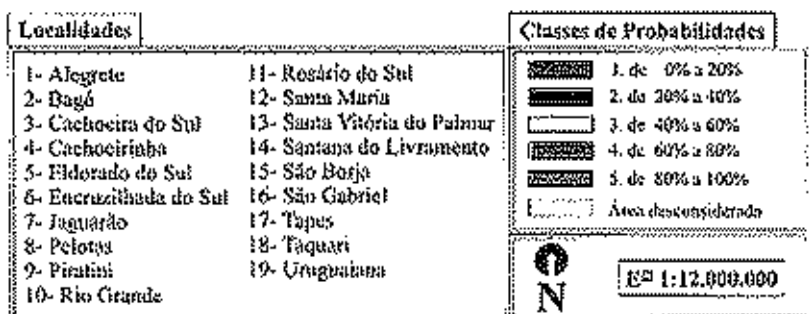 Localidades
1- Alegrete
2- Bagé
3- Cachoeira do Sul
4- Cachoeirinha
5- Eldorado do Sul
6- Encruzilhada do Sul
7- Jaguarão
8- Pelotas
9- Piratini
10- Rio Grande
11- Rosário do Sul
12- Santa Maria
13- Santa Vitória do Palmar
14- Santana do Livramento
15- São Borja
16- São Gabriel
17- Tapes
18- Taquari
19- Uruguaiana
Classes de Probabilidades
1. de 0% a 20%
2. de 20% a 40%
3. de 40% a 60%
4. de 60% a 80%
5. de 80% a 100%
Área desconsiderada
N
Eª 1:12.000.000